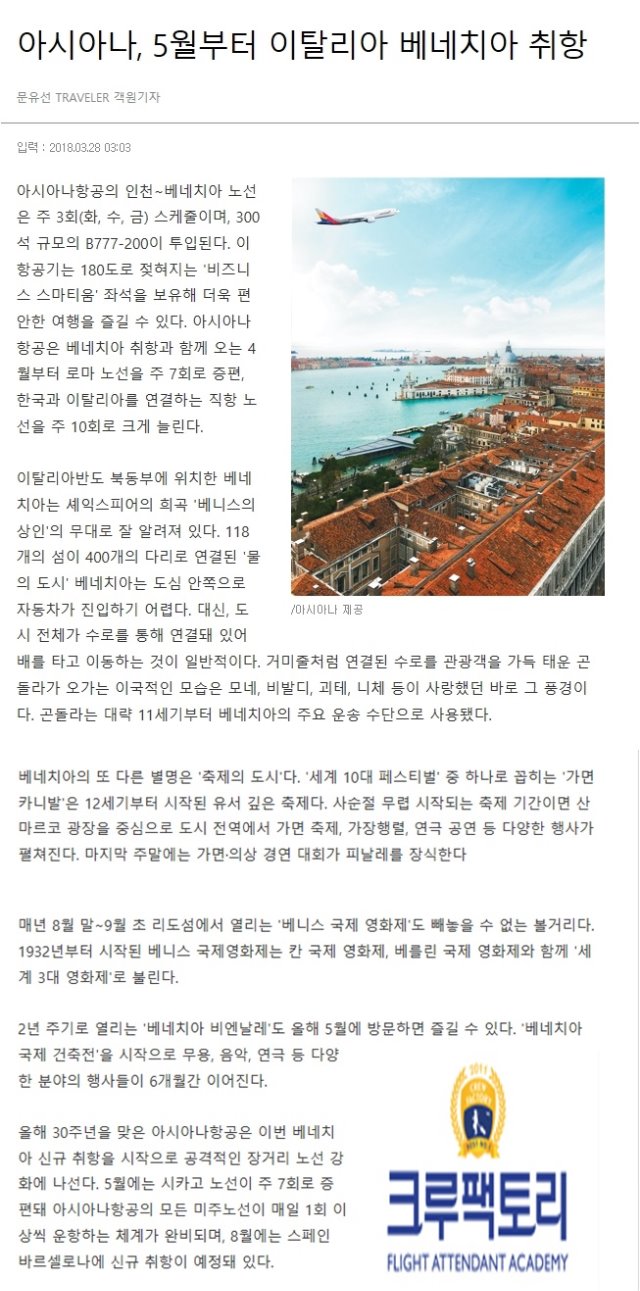 아시아나, 5월부터 이탈리아 베네치아 취항
문유선 TRAVELER 객원기자
입력 : 2018.03.28 03:03
아시아나항공의 인천~베네치아 노선
은 주 3회(화, 수, 금) 스케줄이며, 300
석 규모의 B777-200이 투입된다. 이
항공기는 180도로 젖혀지는 '비즈니
스 스마티움' 좌석을 보유해 더욱 편
안한 여행을 즐길 수 있다. 아시아나
항공은 베네치아 취항과 함께 오는 4
월부터 로마 노선을 주 7회로 증편,
한국과 이탈리아를 연결하는 직항 노
선을 주 10회로 크게 늘린다.
이탈리아반도 북동부에 위치한 베네
치아는 셰익스피어의 희곡 '베니스의
상인'의 무대로 잘 알려져 있다. 118
개의 섬이 400개의 다리로 연결된 '물
의 도시' 베네치아는 도심 안쪽으로
자동차가 진입하기 어렵다. 대신, 도
시 전체가 수로를 통해 연결돼 있어
/아시아나 제공
배를 타고 이동하는 것이 일반적이다. 거미줄처럼 연결된 수로를 관광객을 가득 태운 곤
돌라가 오가는 이국적인 모습은 모네, 비발디, 괴테, 니체 등이 사랑했던 바로 그 풍경이
다. 곤돌라는 대략 11세기부터 베네치아의 주요 운송 수단으로 사용됐다.
베네치아의 또 다른 별명은 '축제의 도시'다. '세계 10대 페스티벌' 중 하나로 꼽히는 '가면
카니발'은 12세기부터 시작된 유서 깊은 축제다. 사순절 무렵 시작되는 축제 기간이면 산
마르코 광장을 중심으로 도시 전역에서 가면 축제, 가장행렬, 연극 공연 등 다양한 행사가
펼쳐진다. 마지막 주말에는 가면·의상 경연 대회가 피날레를 장식한다
매년 8월 말~9월 초 리도섬에서 열리는 '베니스 국제 영화제'도 빼놓을 수 없는 볼거리다.
1932년부터 시작된 베니스 국제영화제는 칸 국제 영화제, 베를린 국제 영화제와 함께 '세
계 3대 영화제'로 불린다.
2년 주기로 열리는 '베네치아 비엔날레'도 올해 5월에 방문하면 즐길 수 있다. '베네치아
국제 건축전'을 시작으로 무용, 음악, 연극 등 다양
한 분야의 행사들이 6개월간 이어진다.
올해 30주년을 맞은 아시아나항공은 이번 베네치
아 신규 취항을 시작으로 공격적인 장거리 노선 강
화에 나선다. 5월에는 시카고 노선이 주 7회로 증
편돼 아시아나항공의 모든 미주노선이 매일 1회 이
상씩 운항하는 체계가 완비되며, 8월에는 스페인
바르셀로나에 신규 취항이 예정돼 있다.
2011
CREW
FACTORY
BEST NO.1
크루팩토리
FLIGHT ATTENDANT ACADEMY